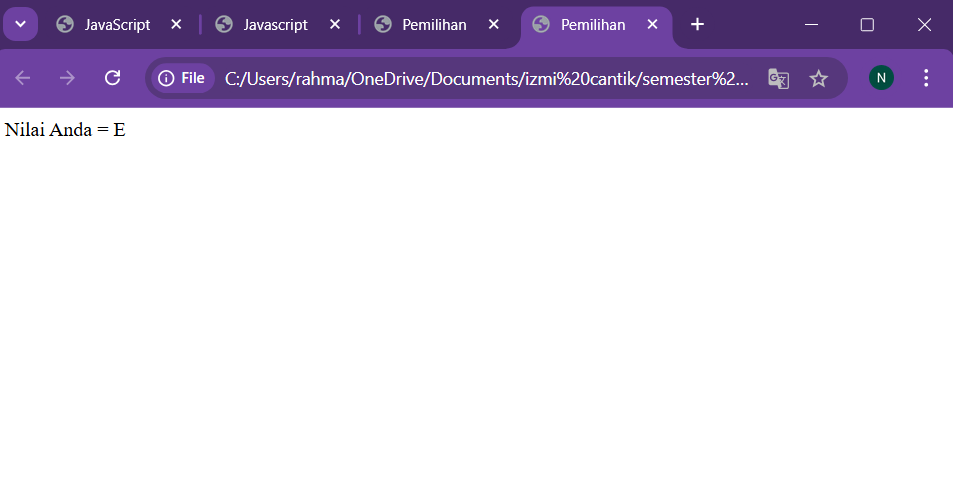 JavaScript
Javascript
Pemilihan
Pemilihan
File
C:/Users/rahma/OneDrive/Documents/izmi%20cantik/semester%2...
N
Nilai Anda = E